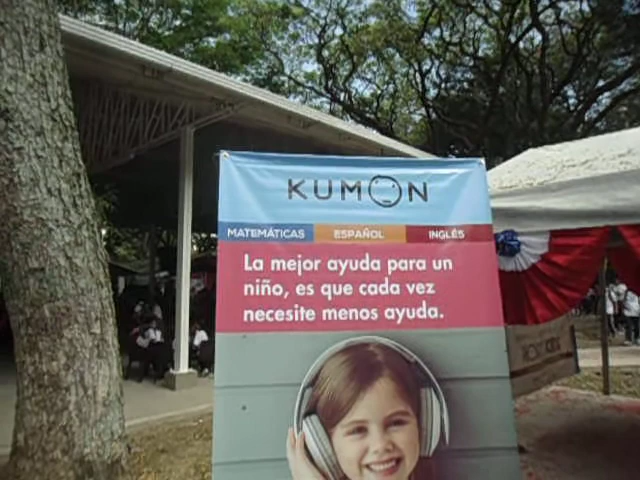 KUMON
MATEMÁTICAS ESPAÑOL INGLÉS
La mejor ayuda para un
niño, es que cada vez
necesite menos ayuda.